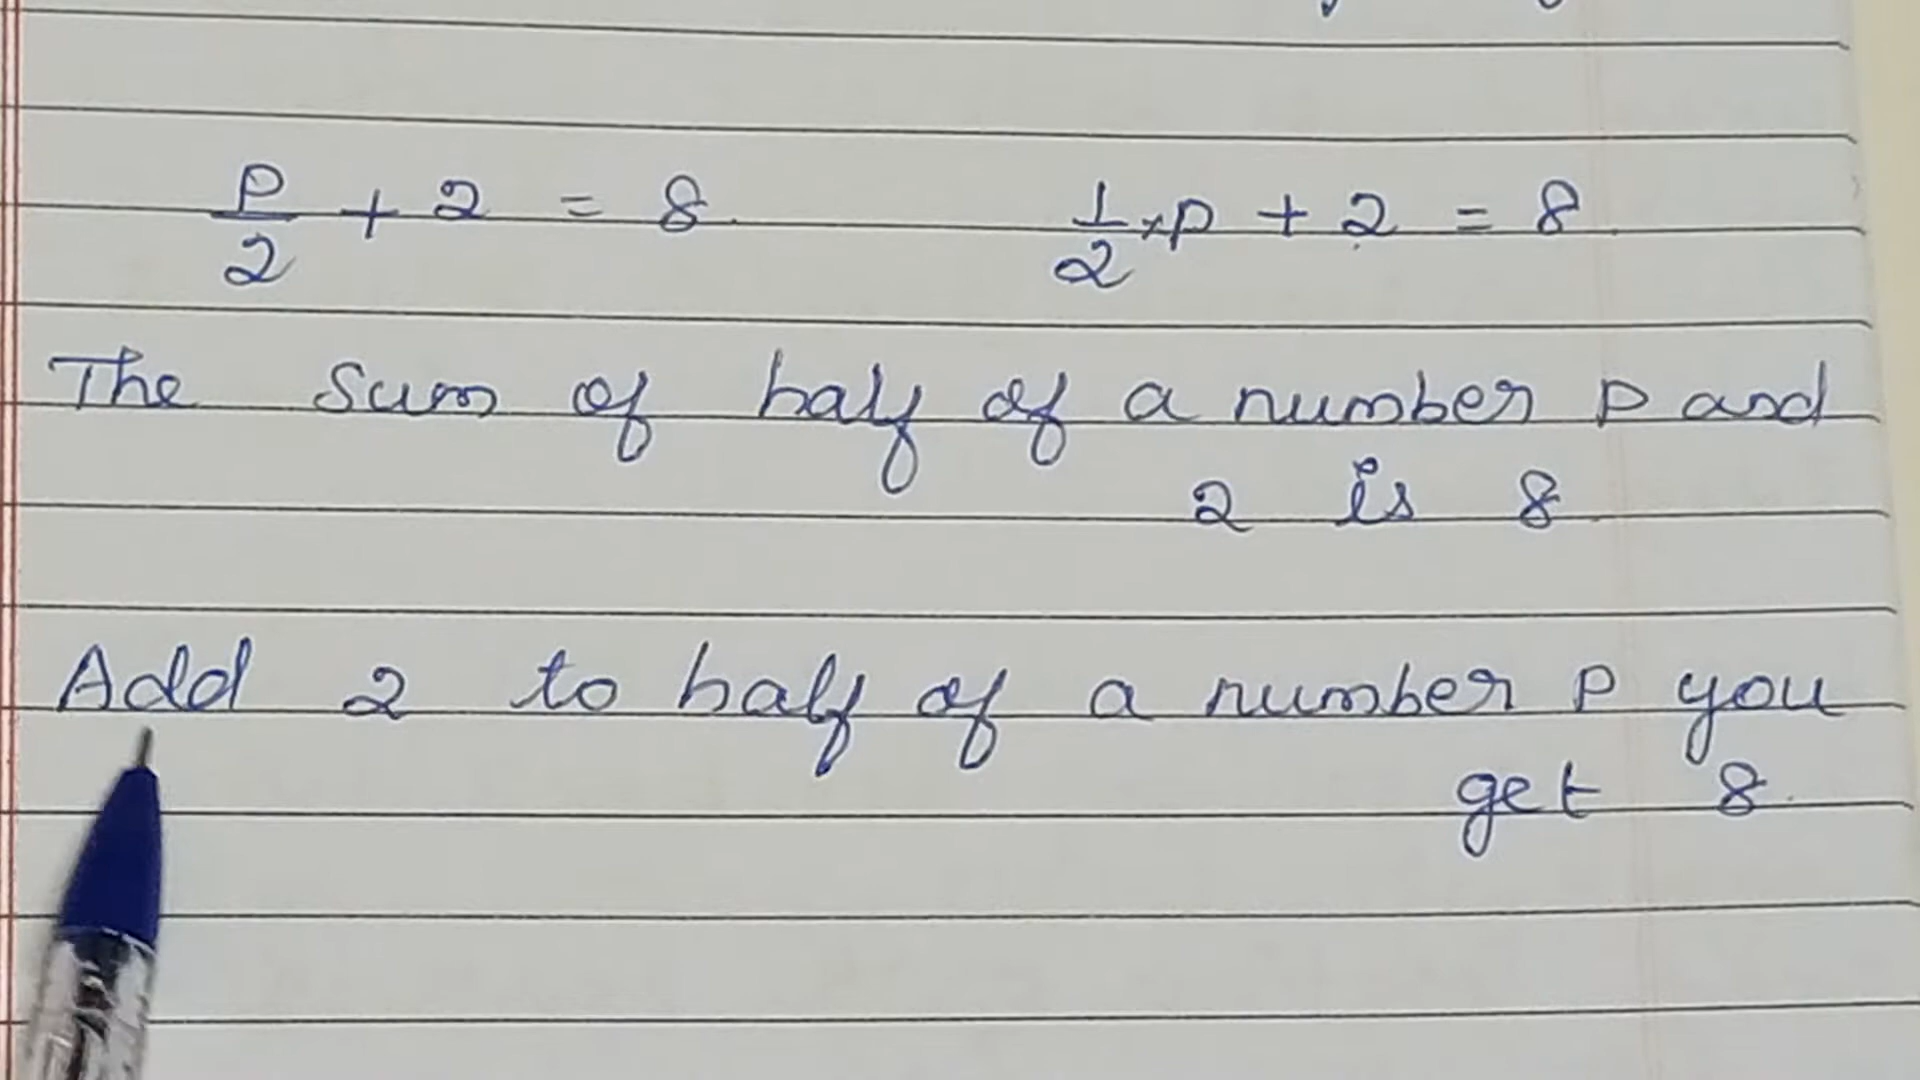 p/2 + 2 = 8    1/2 × p + 2 = 8
The Sum of half of a number p and
2 is 8
Add 2 to half of a number p you
get 8.